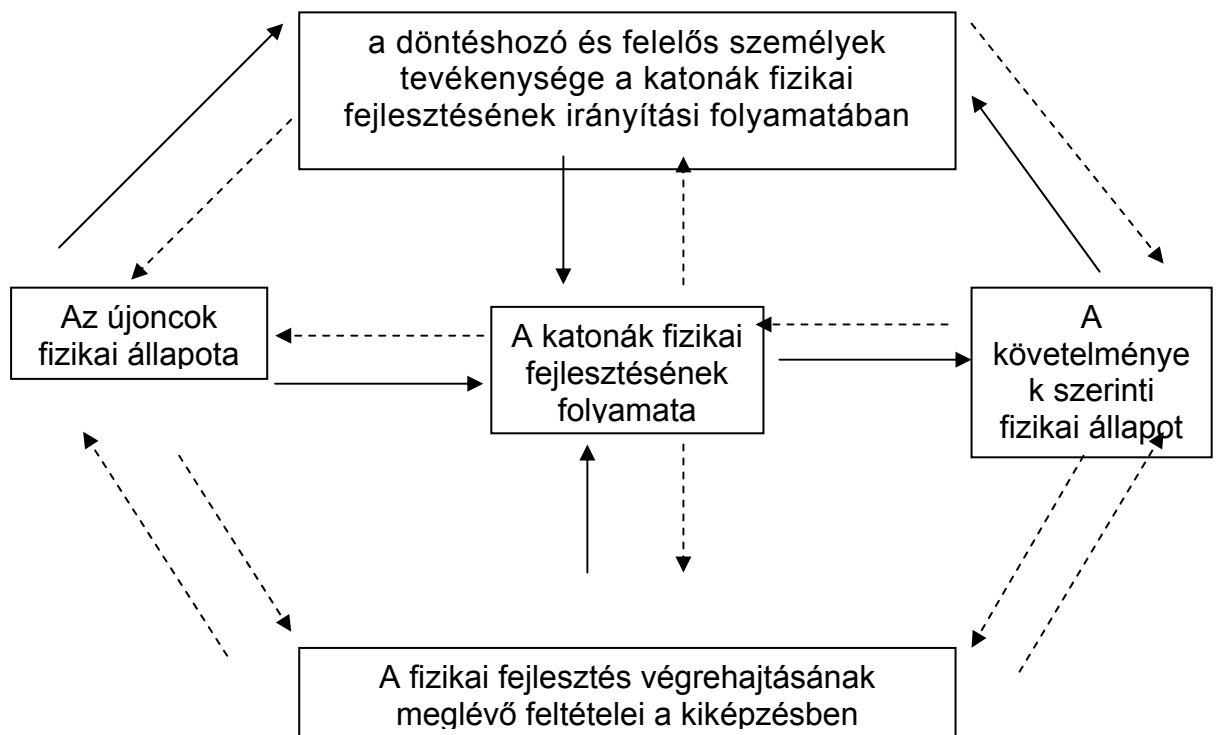 a döntéshozó és felelős személyek
tevékenysége a katonák fizikai
fejlesztésének irányítási folyamatában
Az újoncok
fizikai állapota
A katonák fizikai
fejlesztésének
folyamata
A
követelménye
k szerinti
fizikai állapot
A fizikai fejlesztés végrehajtásának
meglévő feltételei a kiképzésben